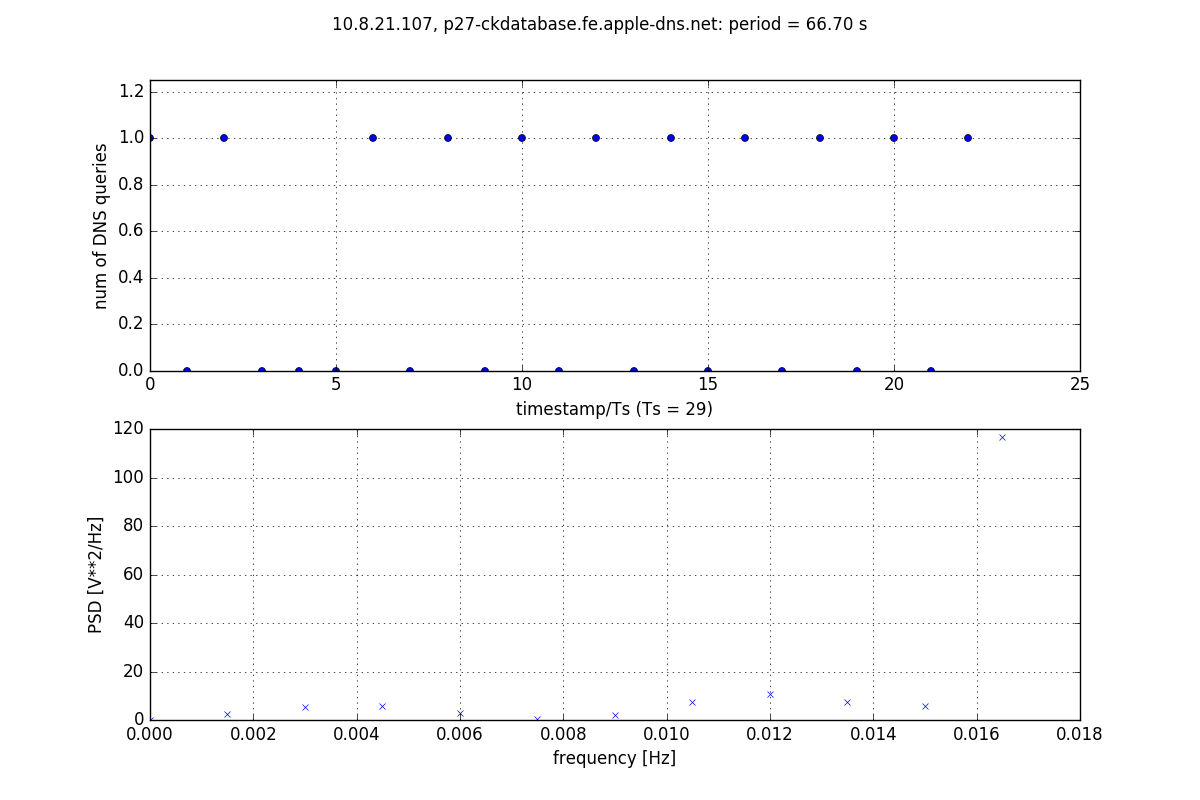 10.8.21.107, p27-ckdatabase.fe.apple-dns.net: period = 66.70 s
1.2
1.0
0.8
0.6
0.4
0.2
0.0
num of DNS queries
0 5 10 15 20 25
timestamp/Ts (Ts = 29)
120
100
80
60
40
20
0
PSD [V**2/Hz]
0.000 0.002 0.004 0.006 0.008 0.010 0.012 0.014 0.016 0.018
frequency [Hz]